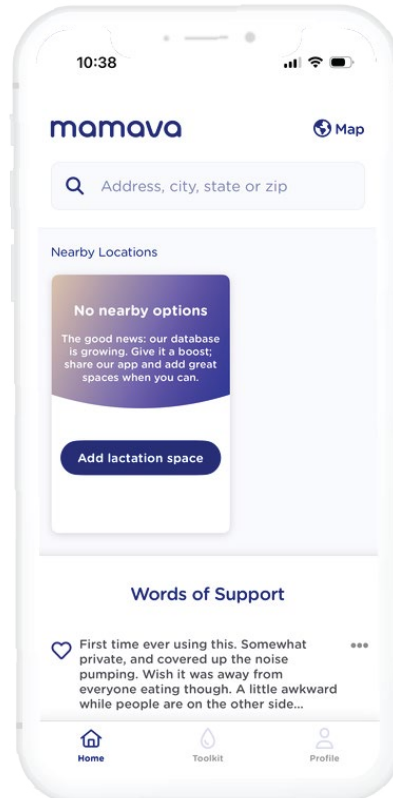 10:38
mamava
Map
Address, city, state or zip
Nearby Locations
No nearby options
The good news: our database
is growing. Give it a boost;
share our app and add great
spaces when you can.
Add lactation space
Words of Support
First time ever using this. Somewhat
private, and covered up the noise
pumping. Wish it was away from
everyone eating though. A little awkward
while people are on the other side...
Home
Toolkit
Profile